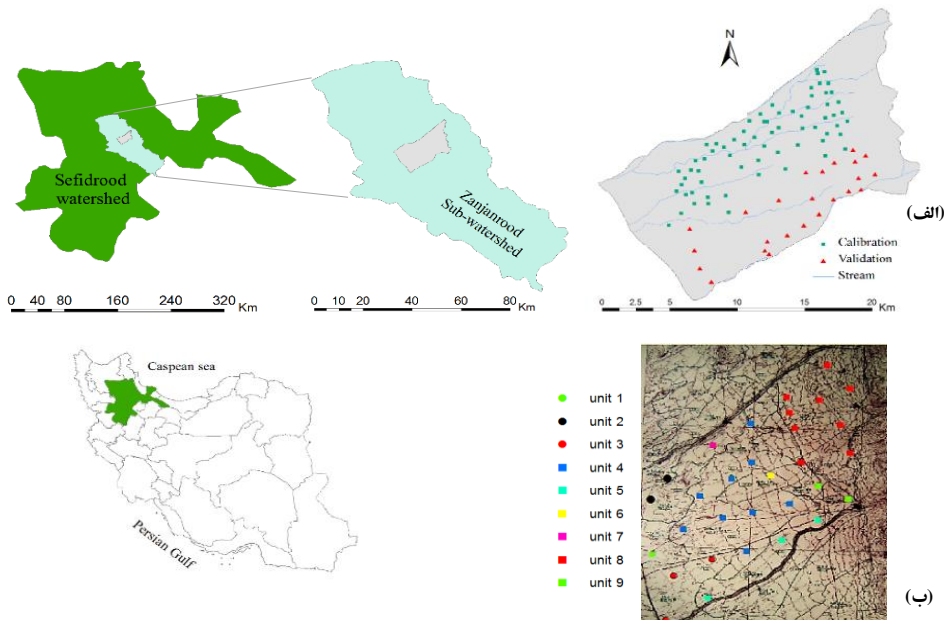 Sefidrood
watershed
0 40 80 160 240 320 Km
Zanjanrood
Sub-watershed
0 10 20 40 60 80 Km
N
Calibration
Validation
Stream
0 2.5 5 10 15 20 Km
(الف)
Caspean sea
Persian Gulf
unit 1
unit 2
unit 3
unit 4
unit 5
unit 6
unit 7
unit 8
unit 9
(ب)